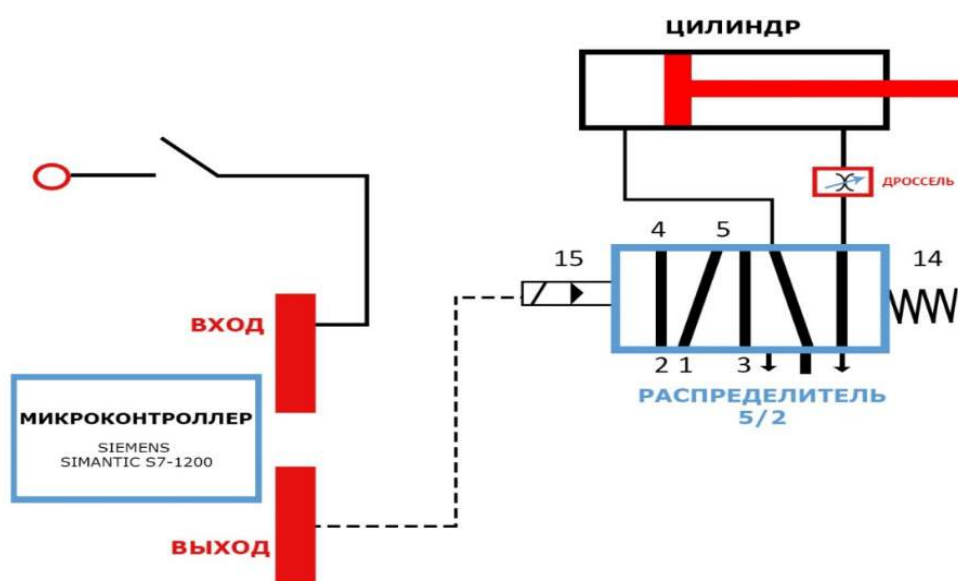 ЦИЛИНДР
ДРОССЕЛЬ
4 5
15 14
ВХОД
2 1 3
РАСПРЕДЕЛИТЕЛЬ
5/2
МИКРОКОНТРОЛЛЕР
SIEMENS
SIMANTIC S7-1200
ВЫХОД